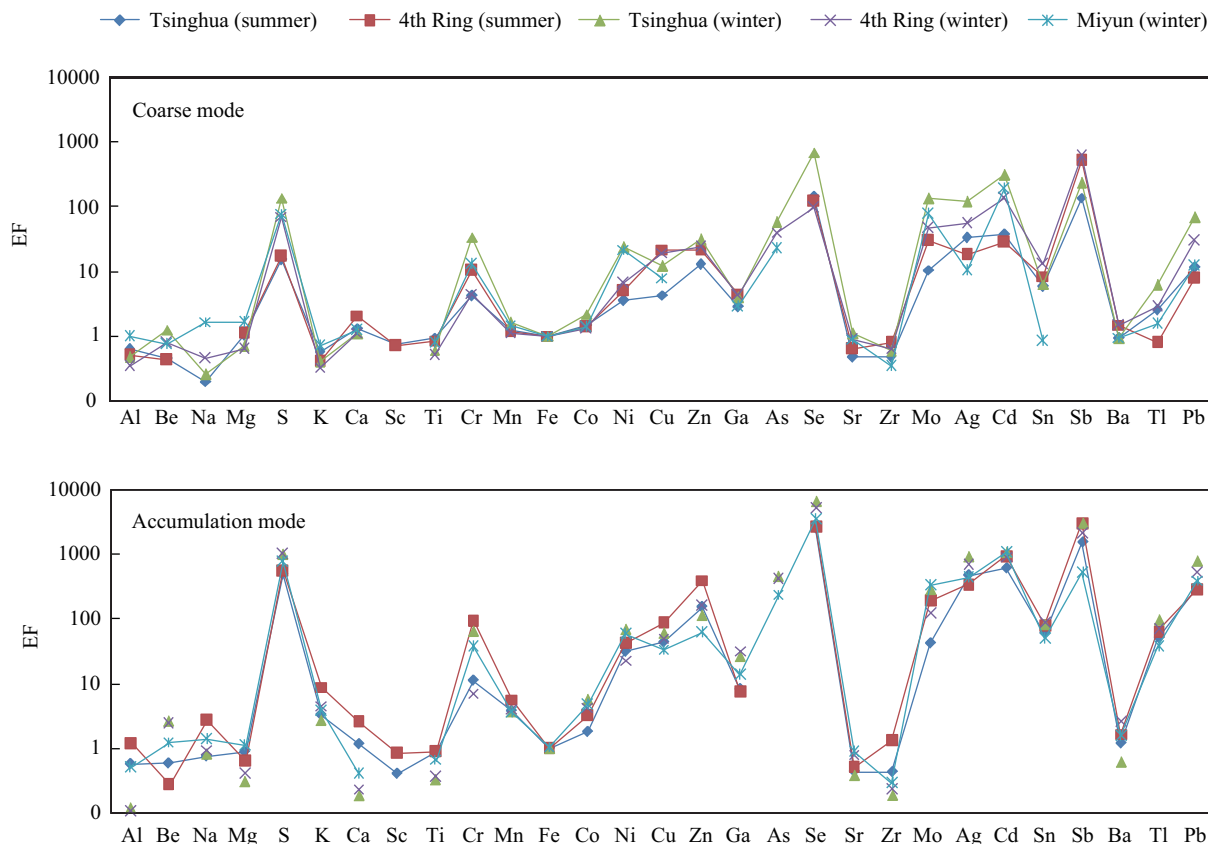 Tsinghua (summer) 4th Ring (summer) Tsinghua (winter) 4th Ring (winter) Miyun (winter)
10000
Coarse mode
1000
100
EF
10
1
0
Al Be Na Mg S K Ca Sc Ti Cr Mn Fe Co Ni Cu Zn Ga As Se Sr Zr Mo Ag Cd Sn Sb Ba Tl Pb
10000
Accumulation mode
1000
100
EF
10
1
0
Al Be Na Mg S K Ca Sc Ti Cr Mn Fe Co Ni Cu Zn Ga As Se Sr Zr Mo Ag Cd Sn Sb Ba Tl Pb